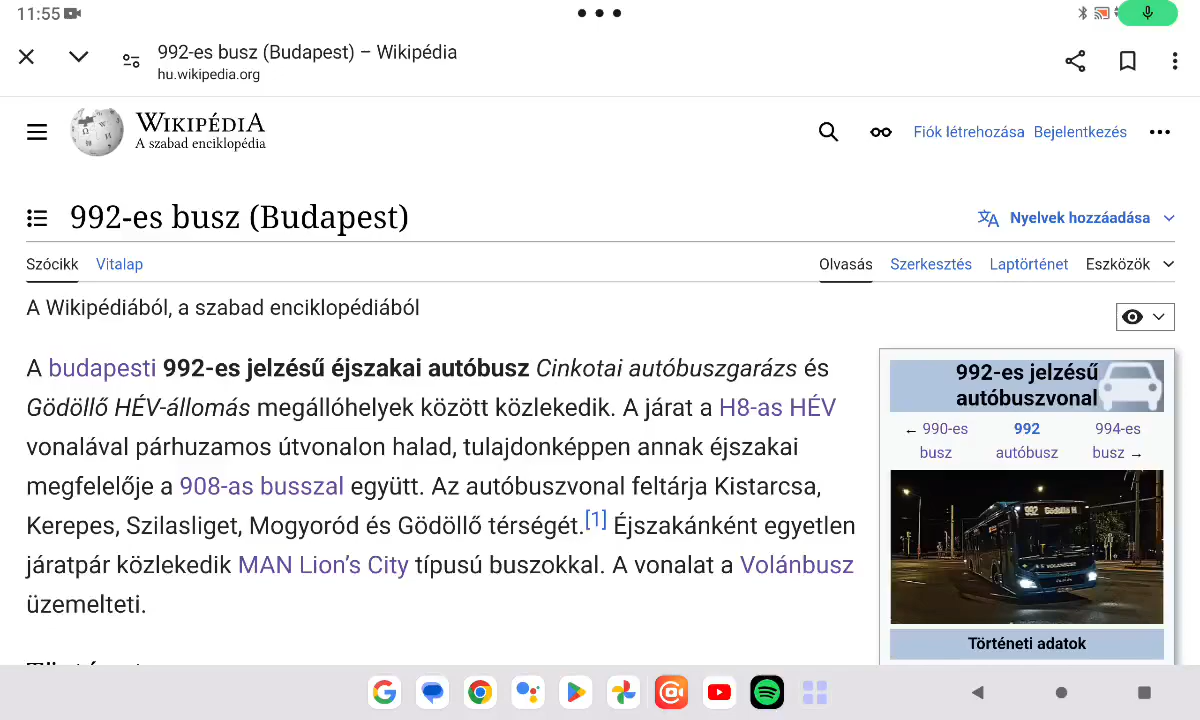 11:55
992-es busz (Budapest) – Wikipédia
hu.wikipedia.org
WIKIPÉDIA
A szabad enciklopédia
Fiók létrehozása Bejelentkezés
992-es busz (Budapest)
Nyelvek hozzáadása
Szócikk Vitalap
Olvasás Szerkesztés Laptörténet Eszközök
A Wikipédiából, a szabad enciklopédiából
A budapesti 992-es jelzésű éjszakai autóbusz Cinkotai autóbuszgarázs és
Gödöllő HÉV-állomás megállóhelyek között közlekedik. A járat a H8-as HÉV
vonalával párhuzamos útvonalon halad, tulajdonképpen annak éjszakai
megfelelője a 908-as busszal együtt. Az autóbuszvonal feltárja Kistarcsa,
Kerepes, Szilasliget, Mogyoród és Gödöllő térségét.[1] Éjszakánként egyetlen
járatpár közlekedik MAN Lion’s City típusú buszokkal. A vonalat a Volánbusz
üzemelteti.
992-es jelzésű
autóbuszvonal
← 990-es 992 994-es
busz autóbusz busz →
992 Gödöllő H
VOLÁNBUSZ
Történeti adatok